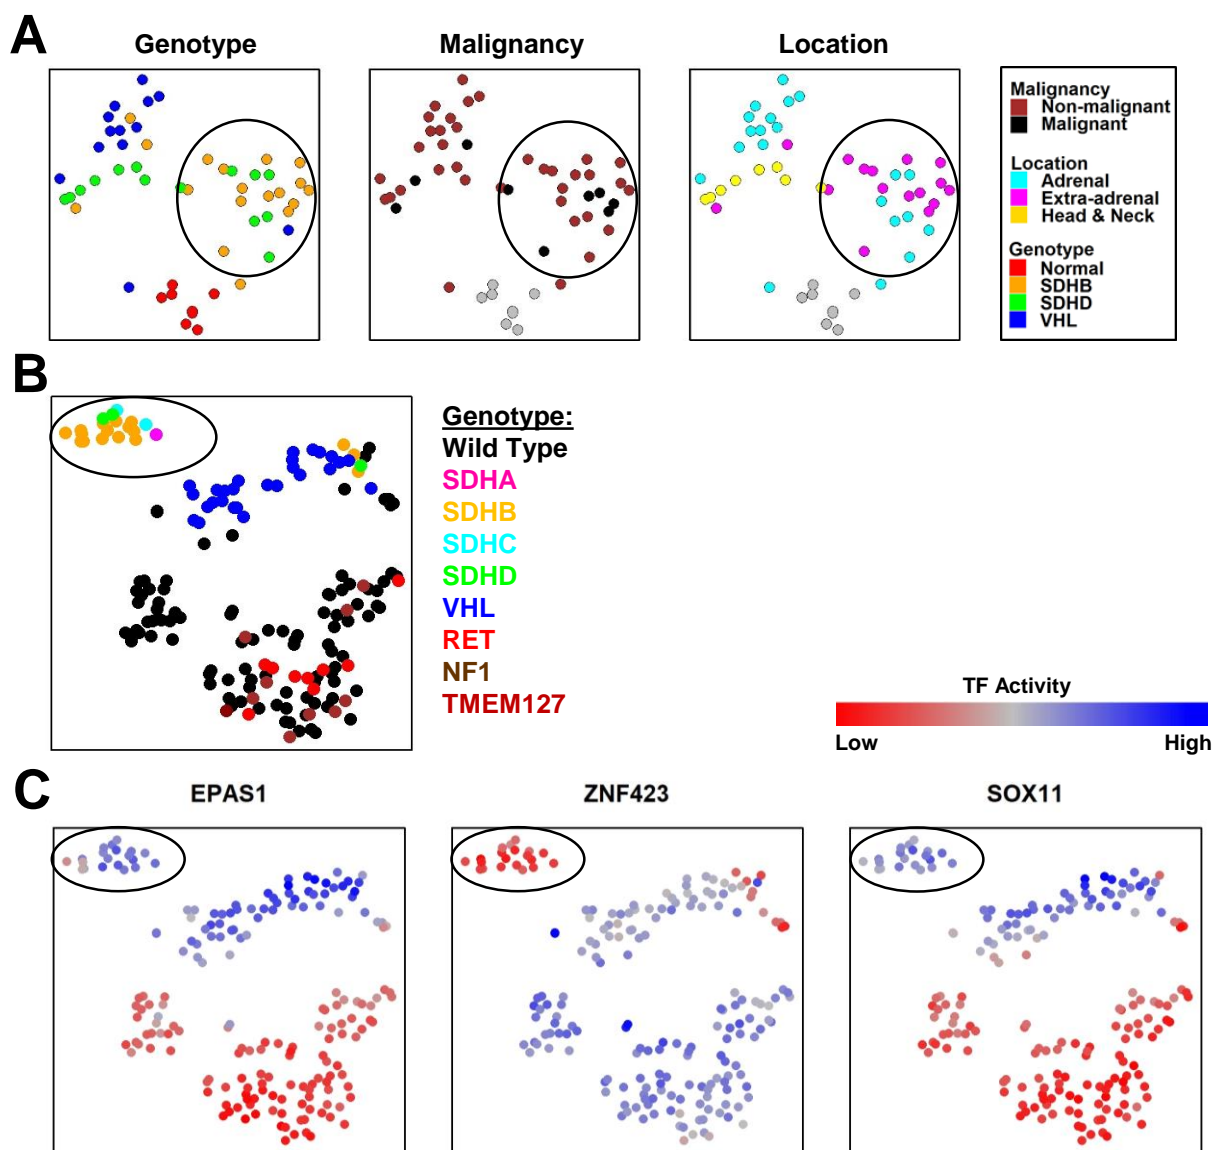 A
Genotype
Malignancy
Location
Malignancy
Non-malignant
Malignant
Location
Adrenal
Extra-adrenal
Head & Neck
Genotype
Normal
SDHB
SDHD
VHL
B
Genotype:
Wild Type
SDHA
SDHB
SDHC
SDHD
VHL
RET
NF1
TMEM127
TF Activity
Low
High
C
EPAS1
ZNF423
SOX11